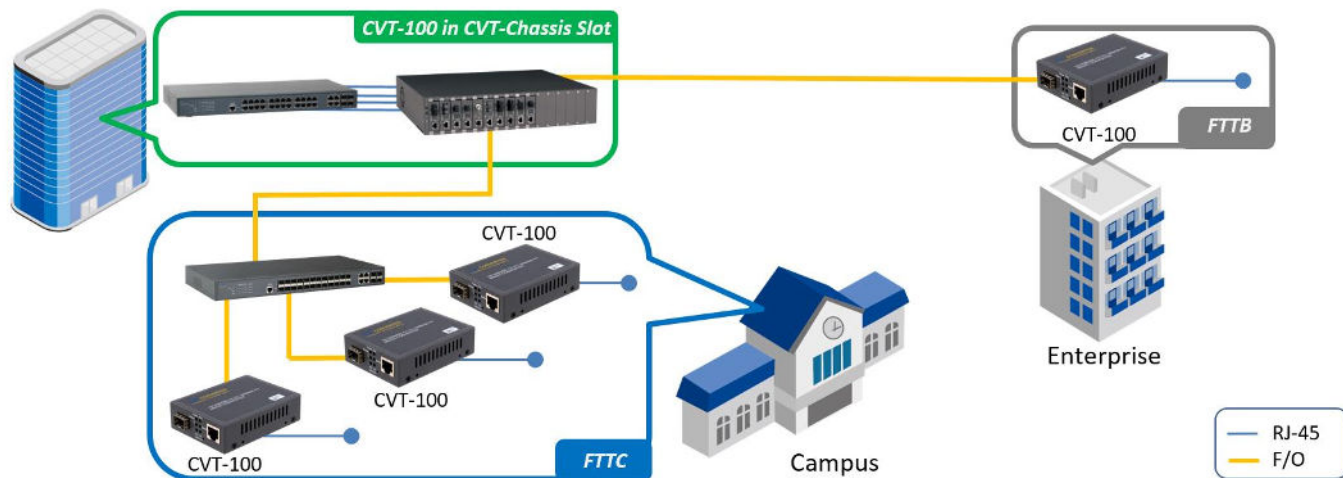 CVT-100 in CVT-Chassis Slot
CVT-100
FTTB
Enterprise
CVT-100
CVT-100
CVT-100
FTTC
Campus
RJ-45
F/O